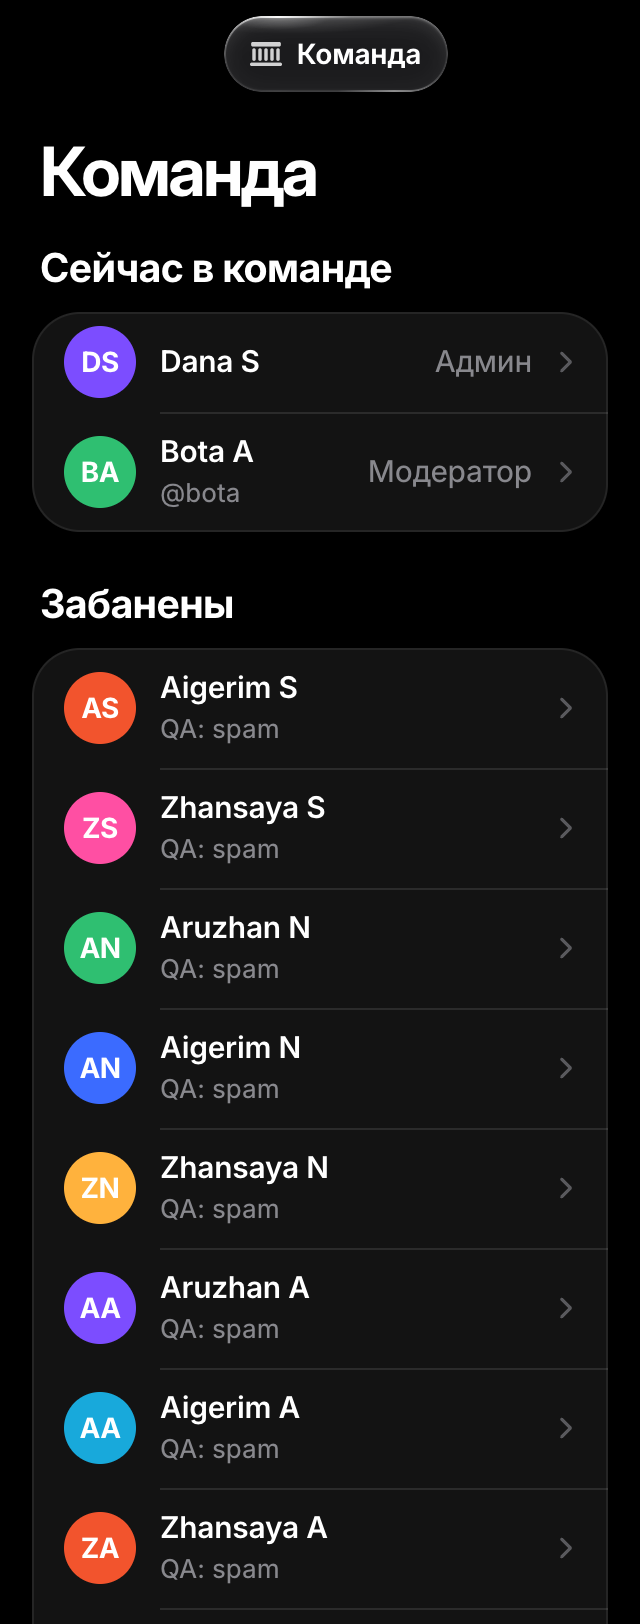 Команда
Команда
Сейчас в команде
DS Dana S Админ
BA Bota A Модератор
@bota
Забанены
AS Aigerim S
QA: spam
ZS Zhansaya S
QA: spam
AN Aruzhan N
QA: spam
AN Aigerim N
QA: spam
ZN Zhansaya N
QA: spam
AA Aruzhan A
QA: spam
AA Aigerim A
QA: spam
ZA Zhansaya A
QA: spam